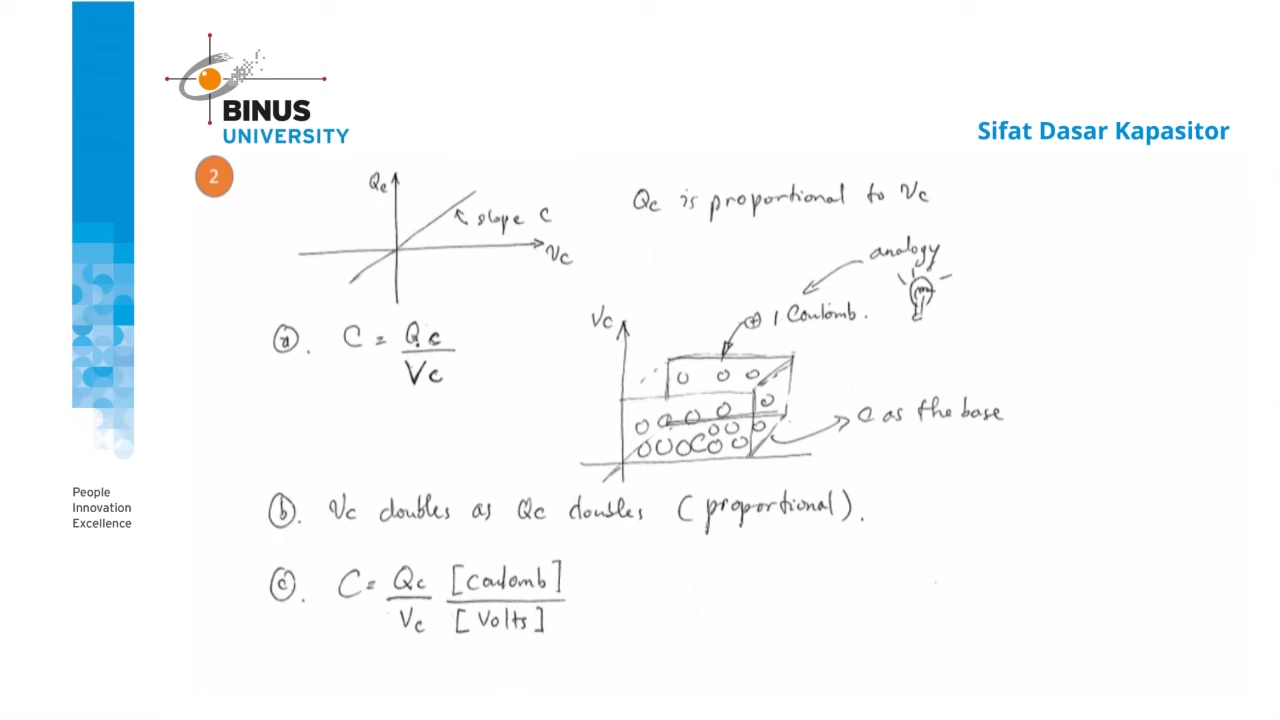 BINUS
UNIVERSITY
Sifat Dasar Kapasitor
2
Qc
slope C
Vc
Qc is proportional to Vc
analogy
Vc
⊕ 1 Coulomb.
C as the base
(a). C = Qc
Vc
People
Innovation
Excellence
(b). Vc doubles as Qc doubles (proportional).
(c). C = Qc [Coulomb]
Vc [Volts]